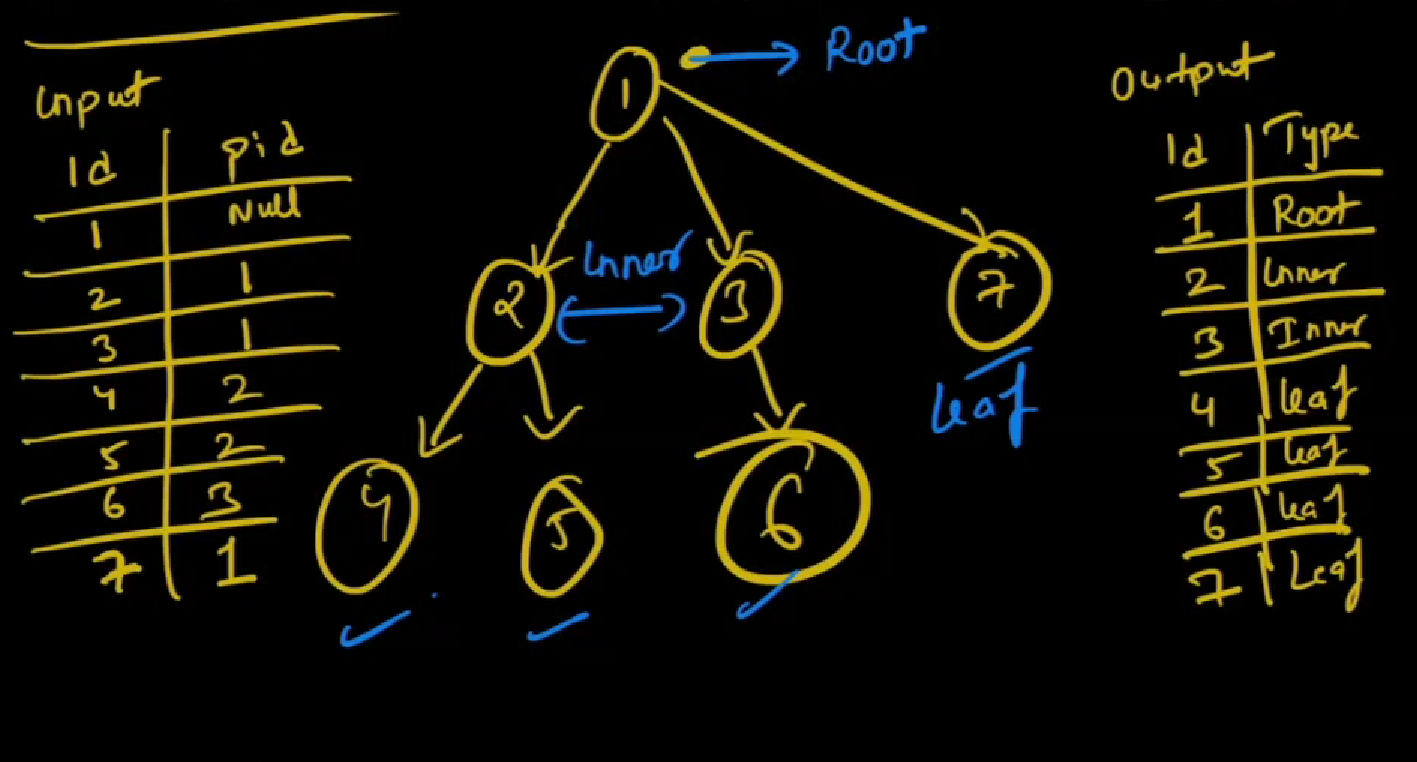 Input
Id pid
1 Null
2 1
3 1
4 2
5 2
6 3
7 1
1
Root
2
Inner
3
7
Leaf
4
5
6
Output
Id Type
1 Root
2 Inner
3 Inner
4 leaf
5 leaf
6 leaf
7 Leaf